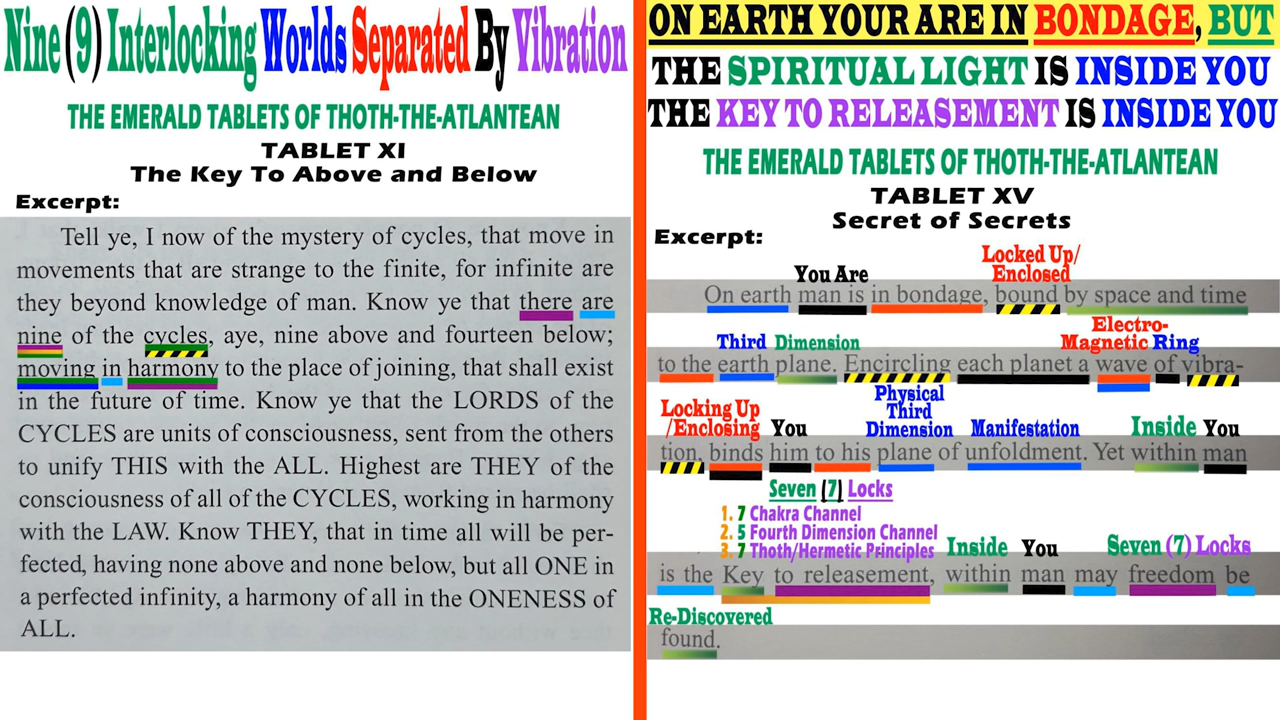 Nine (9) Interlocking Worlds Separated By Vibration
THE EMERALD TABLETS OF THOTH-THE-ATLANTEAN
TABLET XI
The Key To Above and Below
Excerpt:
Tell ye, I now of the mystery of cycles, that move in
movements that are strange to the finite, for infinite are
they beyond knowledge of man. Know ye that there are
nine of the cycles, aye, nine above and fourteen below;
moving in harmony to the place of joining, that shall exist
in the future of time. Know ye that the LORDS of the
CYCLES are units of consciousness, sent from the others
to unify THIS with the ALL. Highest are THEY of the
consciousness of all of the CYCLES, working in harmony
with the LAW. Know THEY, that in time all will be per-
fected, having none above and none below, but all ONE in
a perfected infinity, a harmony of all in the ONENESS of
ALL.
ON EARTH YOUR ARE IN BONDAGE, BUT
THE SPIRITUAL LIGHT IS INSIDE YOU
THE KEY TO RELEASEMENT IS INSIDE YOU
THE EMERALD TABLETS OF THOTH-THE-ATLANTEAN
TABLET XV
Secret of Secrets
Excerpt:
Locked Up/
You Are Enclosed
On earth man is in bondage, bound by space and time
Electro-
Third Dimension Magnetic Ring
to the earth plane. Encircling each planet a wave of vibra-
Physical
Locking Up Third
/Enclosing You Dimension Manifestation Inside You
tion, binds him to his plane of unfoldment. Yet within man
Seven (7) Locks
1. 7 Chakra Channel
2. 5 Fourth Dimension Channel
3. 7 Thoth/Hermetic Principles Inside You Seven (7) Locks
is the Key to releasement, within man may freedom be
Re-Discovered
found.